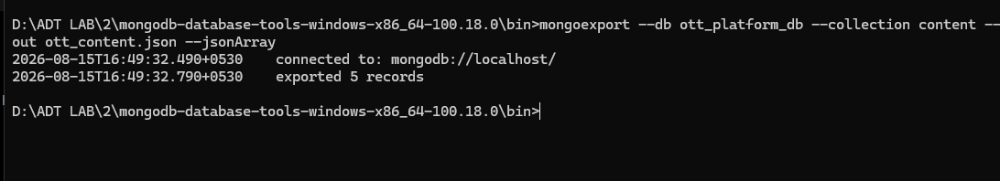 D:\ADT LAB\2\mongodb-database-tools-windows-x86_64-100.18.0\bin>mongoexport --db ott_platform_db --collection content --
out ott_content.json --jsonArray
2026-08-15T16:49:32.490+0530    connected to: mongodb://localhost/
2026-08-15T16:49:32.790+0530    exported 5 records
D:\ADT LAB\2\mongodb-database-tools-windows-x86_64-100.18.0\bin>